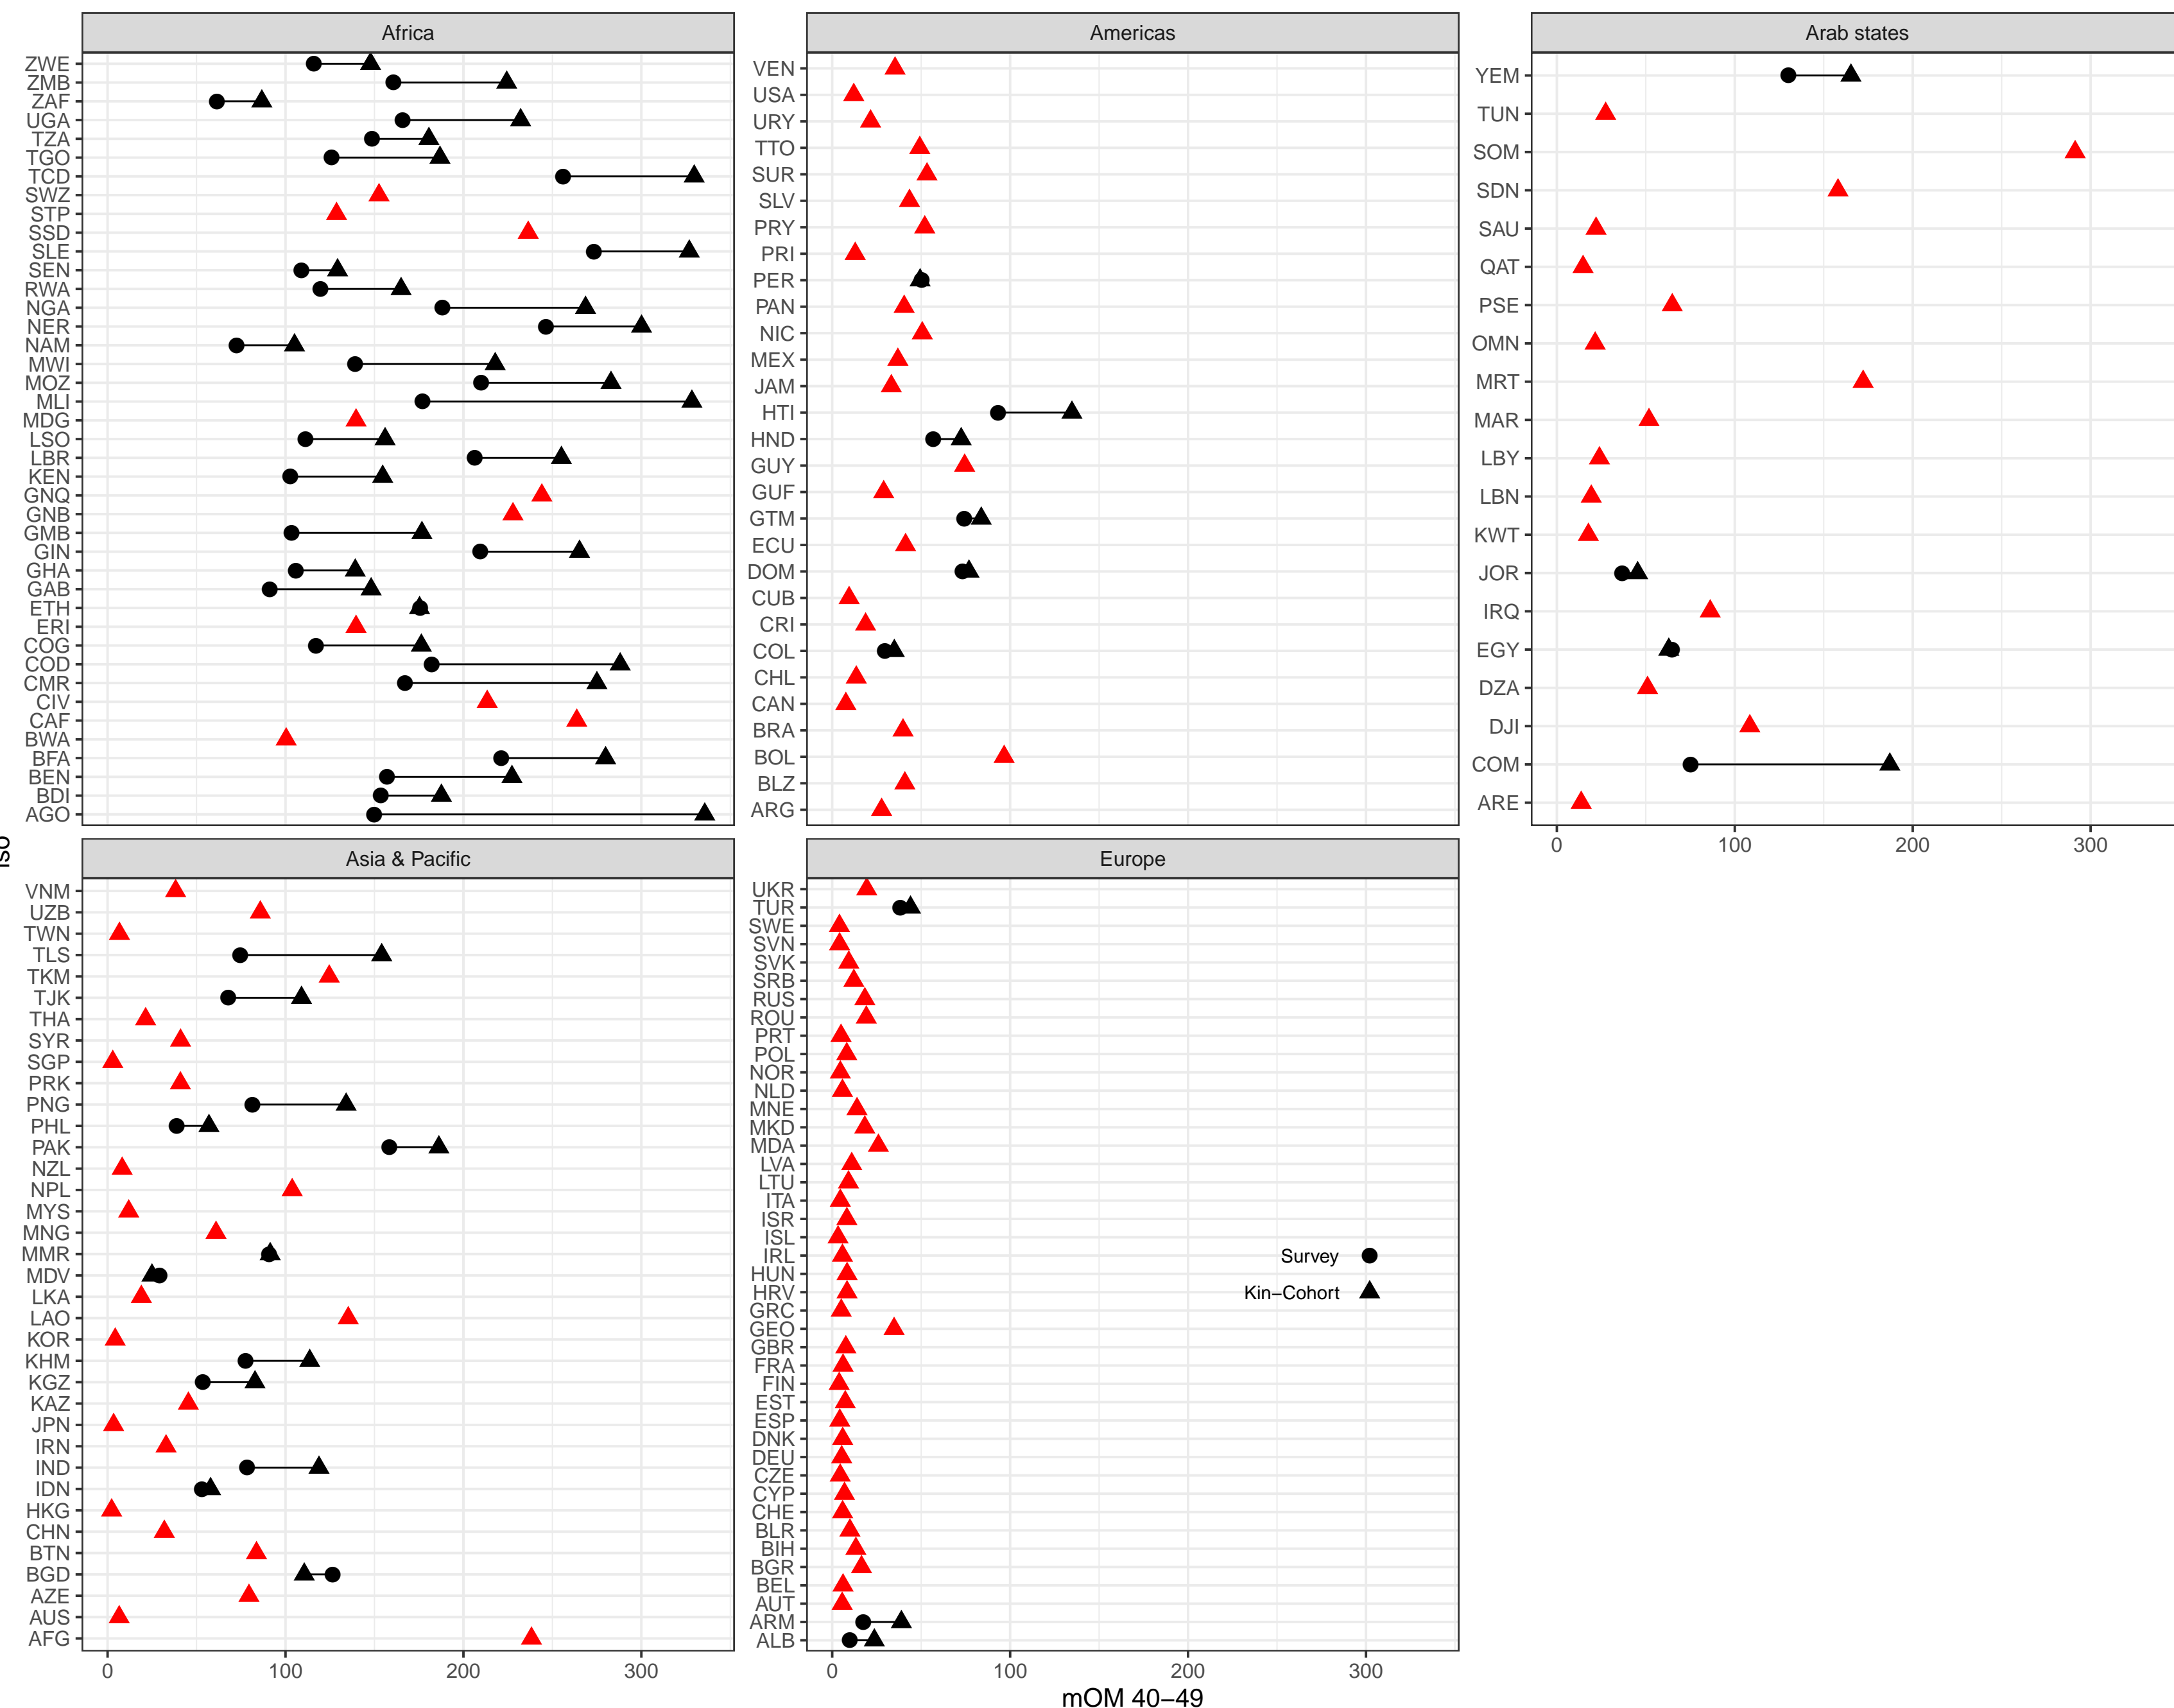 Africa
Americas
Arab states
ZWE
ZMB
ZAF
UGA
TZA
TGO
TCD
SWZ
STP
SSD
SLE
SEN
RWA
NGA
NER
NAM
MWI
MOZ
MLI
MDG
LSO
LBR
KEN
GNQ
GNB
GMB
GIN
GHA
GAB
ETH
ERI
COG
COD
CMR
CIV
CAF
BWA
BFA
BEN
BDI
AGO
VEN
USA
URY
TTO
SUR
SLV
PRY
PRI
PER
PAN
NIC
MEX
JAM
HTI
HND
GUY
GUF
GTM
ECU
DOM
CUB
CRI
COL
CHL
CAN
BRA
BOL
BLZ
ARG
YEM
TUN
SOM
SDN
SAU
QAT
PSE
OMN
MRT
MAR
LBY
LBN
KWT
JOR
IRQ
EGY
DZA
DJI
COM
ARE
0 100 200 300
iso
Asia & Pacific
Europe
VNM
UZB
TWN
TLS
TKM
TJK
THA
SYR
SGP
PRK
PNG
PHL
PAK
NZL
NPL
MYS
MNG
MMR
MDV
LKA
LAO
KOR
KHM
KGZ
KAZ
JPN
IRN
IND
IDN
HKG
CHN
BTN
BGD
AZE
AUS
AFG
0 100 200 300
UKR
TUR
SWE
SVN
SVK
SRB
RUS
ROU
PRT
POL
NOR
NLD
MNE
MKD
MDA
LVA
LTU
ITA
ISR
ISL
IRL
HUN
HRV
GRC
GEO
GBR
FRA
FIN
EST
ESP
DNK
DEU
CZE
CYP
CHE
BLR
BIH
BGR
BEL
AUT
ARM
ALB
Survey
Kin−Cohort
0 100 200 300
mOM 40−49